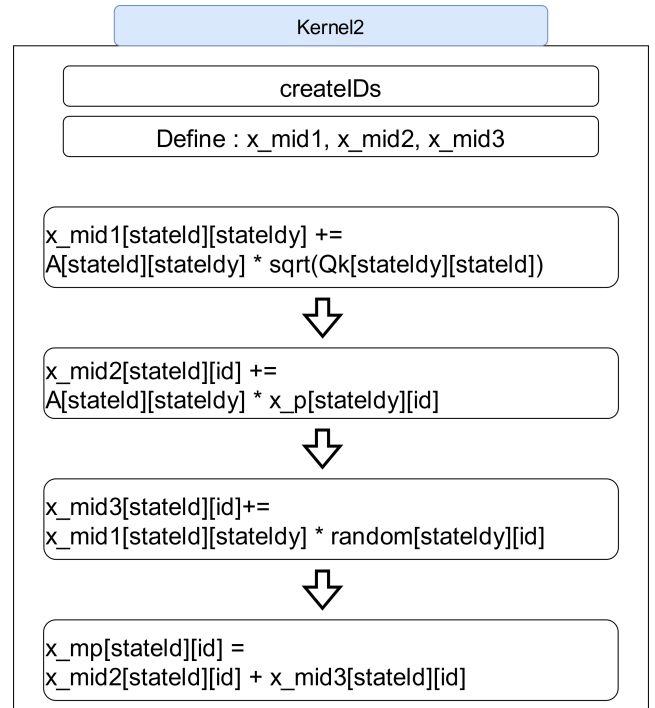 Kernel2
createIDs
Define : x_mid1, x_mid2, x_mid3
x_mid1[stateId][stateIdy] +=
A[stateId][stateIdy] * sqrt(Qk[stateIdy][stateId])
x_mid2[stateId][id] +=
A[stateId][stateIdy] * x_p[stateIdy][id]
x_mid3[stateId][id]+=
x_mid1[stateId][stateIdy] * random[stateIdy][id]
x_mp[stateId][id] =
x_mid2[stateId][id] + x_mid3[stateId][id]